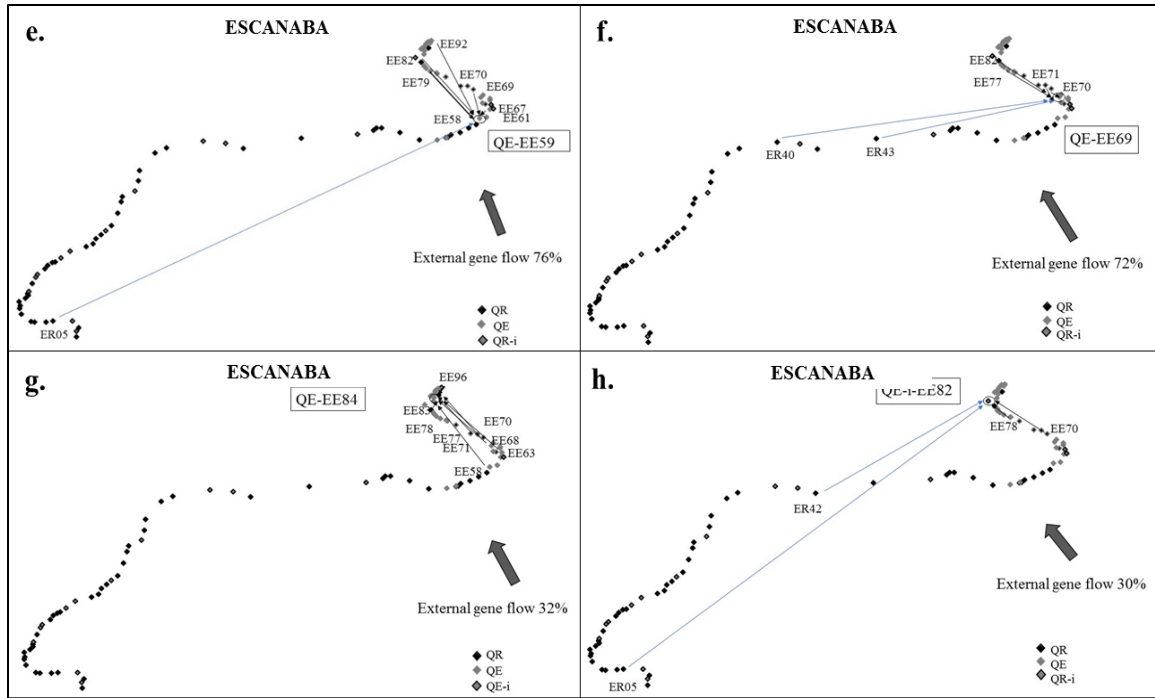 e.
ESCANABA
EE92
EE82
EE79
EE70
EE69
EE67
EE58
EE61
QE-EE59
External gene flow 76%
ER05
QR
QE
QR-i
f.
ESCANABA
EE82
EE77
EE71
EE70
ER40
ER43
QE-EE69
External gene flow 72%
QR
QE
QR-i
g.
ESCANABA
EE96
QE-EE84
EE83
EE78
EE77
EE71
EE70
EE68
EE63
EE58
External gene flow 32%
QR
QE
QE-i
h.
ESCANABA
QE-i-EE82
EE78
EE70
ER42
External gene flow 30%
ER05
QR
QE
QR-i